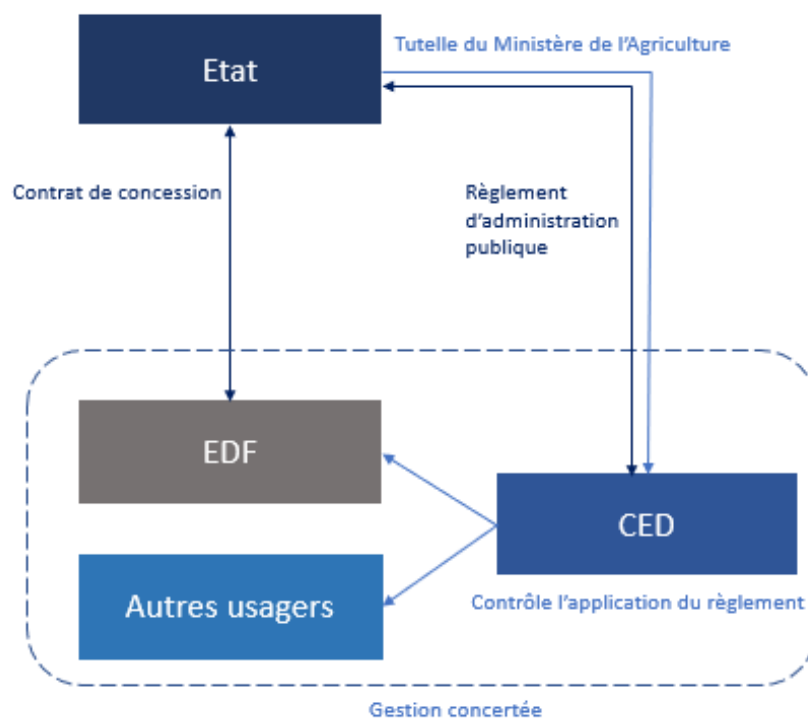 Tutelle du Ministère de l'Agriculture
Etat
Contrat de concession
Règlement
d'administration
publique
EDF
CED
Autres usagers
Contrôle l'application du règlement
Gestion concertée